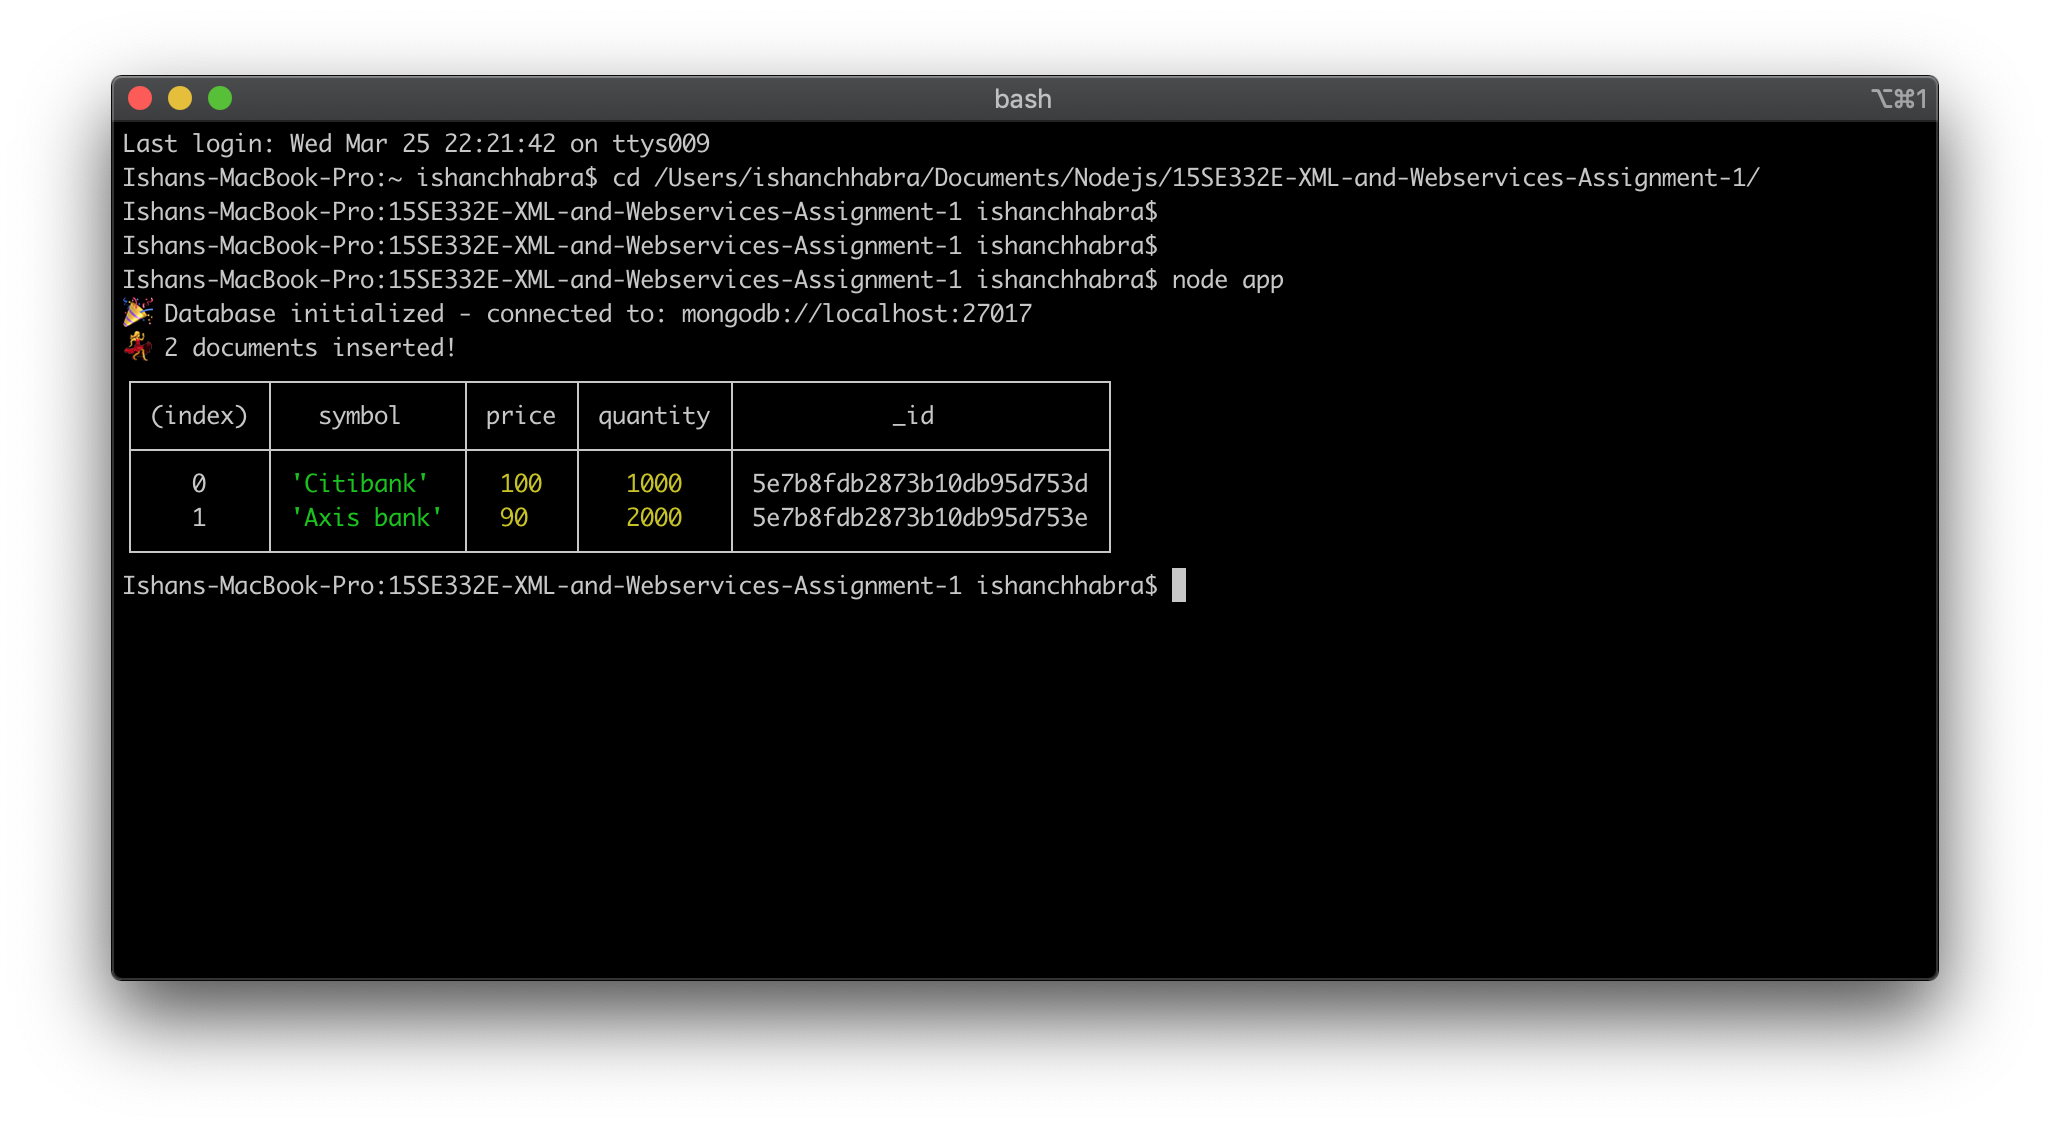 bash
⌥⌘1
Last login: Wed Mar 25 22:21:42 on ttys009
Ishans-MacBook-Pro:~ ishanchhabra$ cd /Users/ishanchhabra/Documents/Nodejs/15SE332E-XML-and-Webservices-Assignment-1/
Ishans-MacBook-Pro:15SE332E-XML-and-Webservices-Assignment-1 ishanchhabra$
Ishans-MacBook-Pro:15SE332E-XML-and-Webservices-Assignment-1 ishanchhabra$
Ishans-MacBook-Pro:15SE332E-XML-and-Webservices-Assignment-1 ishanchhabra$ node app
🎉 Database initialized - connected to: mongodb://localhost:27017
💃 2 documents inserted!
(index) symbol price quantity _id
0 'Citibank' 100 1000 5e7b8fdb2873b10db95d753d
1 'Axis bank' 90 2000 5e7b8fdb2873b10db95d753e
Ishans-MacBook-Pro:15SE332E-XML-and-Webservices-Assignment-1 ishanchhabra$